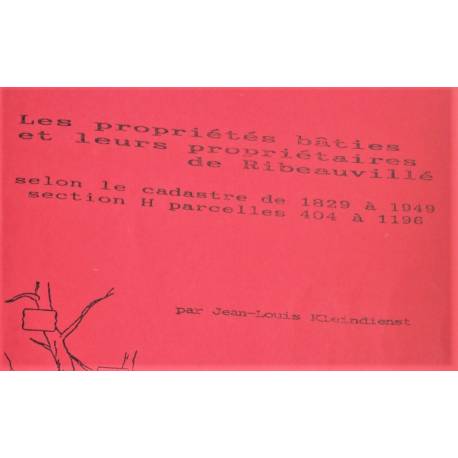 Les propriétés bâties
et leurs propriétaires
de Ribeauvillé
selon le cadastre de 1829 à 1949
section H parcelles 404 à 1196
par Jean-Louis Kleindienst